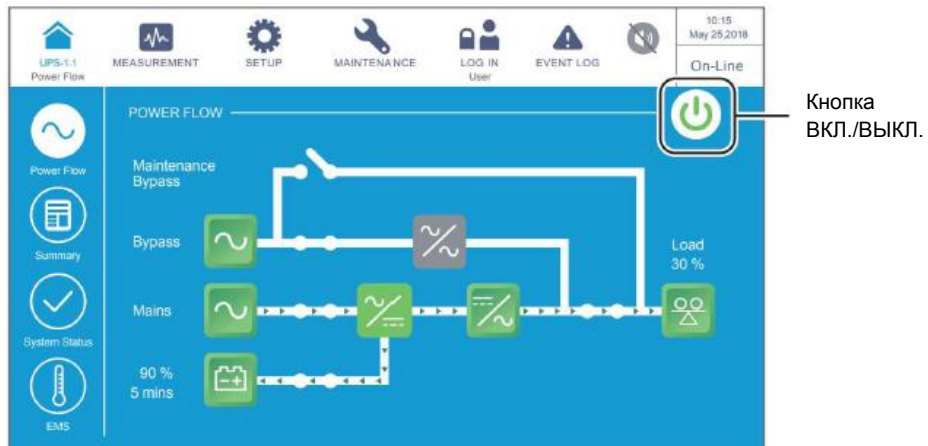 10:15
May 25,2018
On-Line
UPS-1.1
Power Flow
MEASUREMENT
SETUP
MAINTENANCE
LOG IN
User
EVENT LOG
Кнопка
ВКЛ./ВЫКЛ.
POWER FLOW
Power Flow
Summary
System Status
EMS
Maintenance
Bypass
Bypass
Mains
90 %
5 mins
Load
30 %